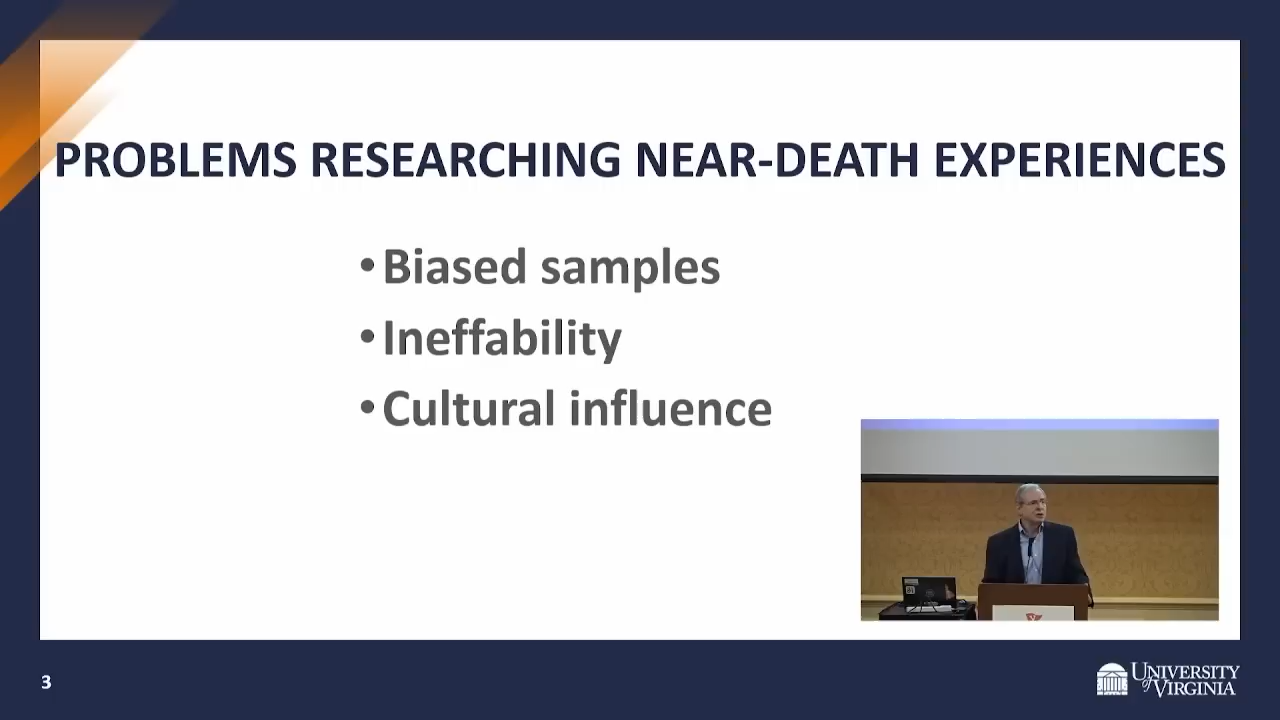 PROBLEMS RESEARCHING NEAR-DEATH EXPERIENCES
•Biased samples
•Ineffability
•Cultural influence
3
UNIVERSITY
of VIRGINIA